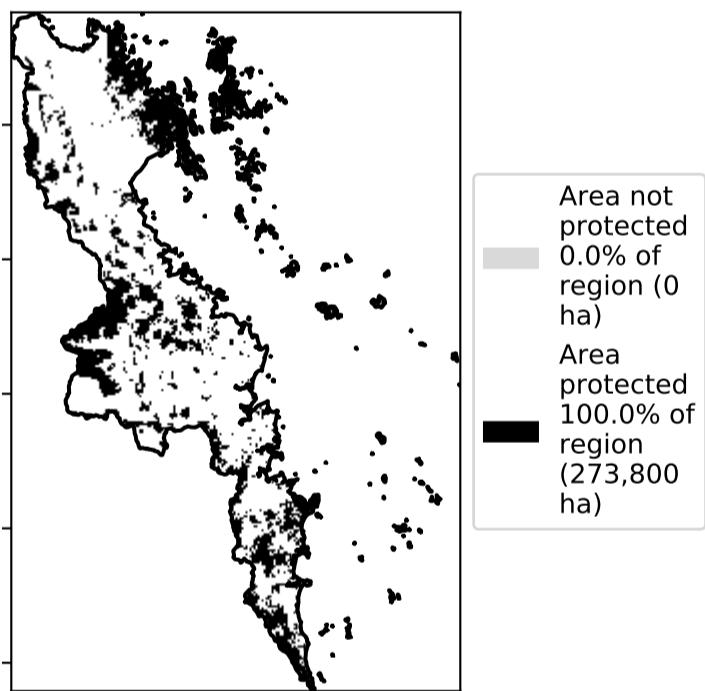 Area not
protected
0.0% of
region (0
ha)
Area
protected
100.0% of
region
(273,800
ha)